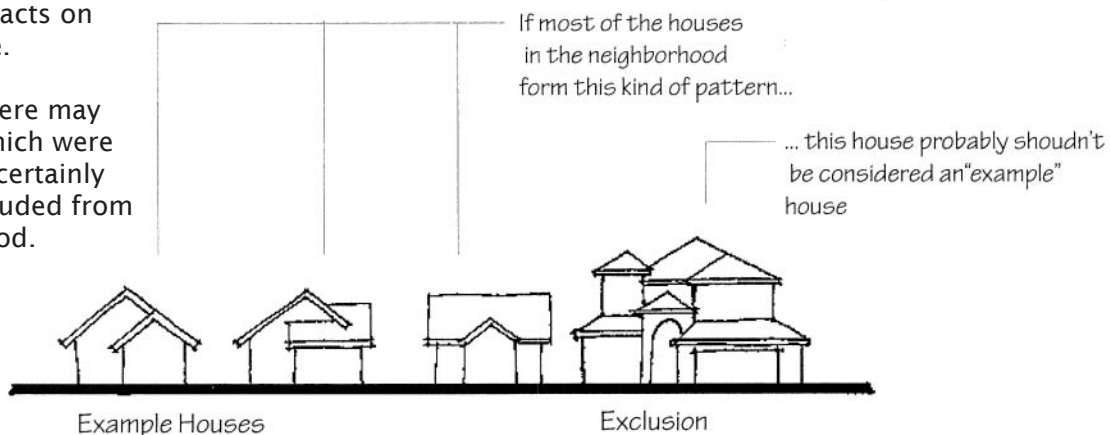 acts on
e.
ere may
hich were
certainly
uded from
od.
If most of the houses
in the neighborhood
form this kind of pattern...
... this house probably shoudn't
be considered an"example"
house
Example Houses
Exclusion